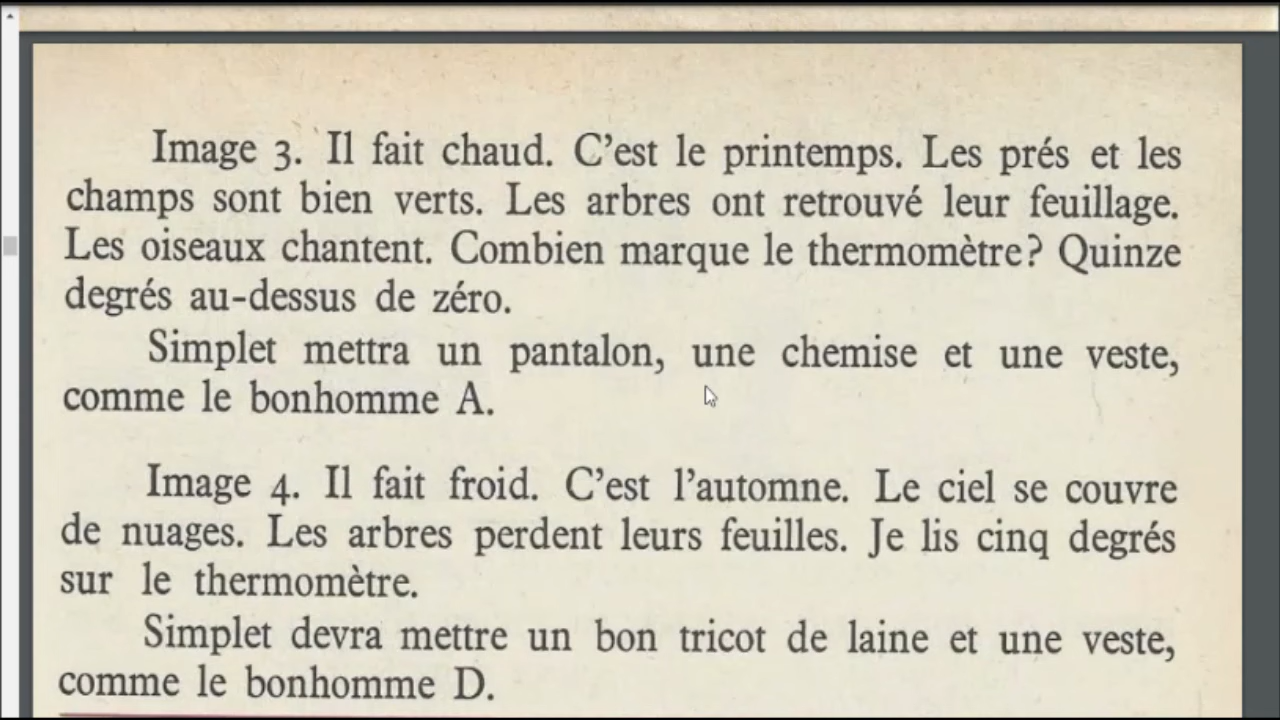 Image 3. Il fait chaud. C'est le printemps. Les prés et les
champs sont bien verts. Les arbres ont retrouvé leur feuillage.
Les oiseaux chantent. Combien marque le thermomètre? Quinze
degrés au-dessus de zéro.
Simplet mettra un pantalon, une chemise et une veste,
comme le bonhomme A.
Image 4. Il fait froid. C'est l'automne. Le ciel se couvre
de nuages. Les arbres perdent leurs feuilles. Je lis cinq degrés
sur le thermomètre.
Simplet devra mettre un bon tricot de laine et une veste,
comme le bonhomme D.